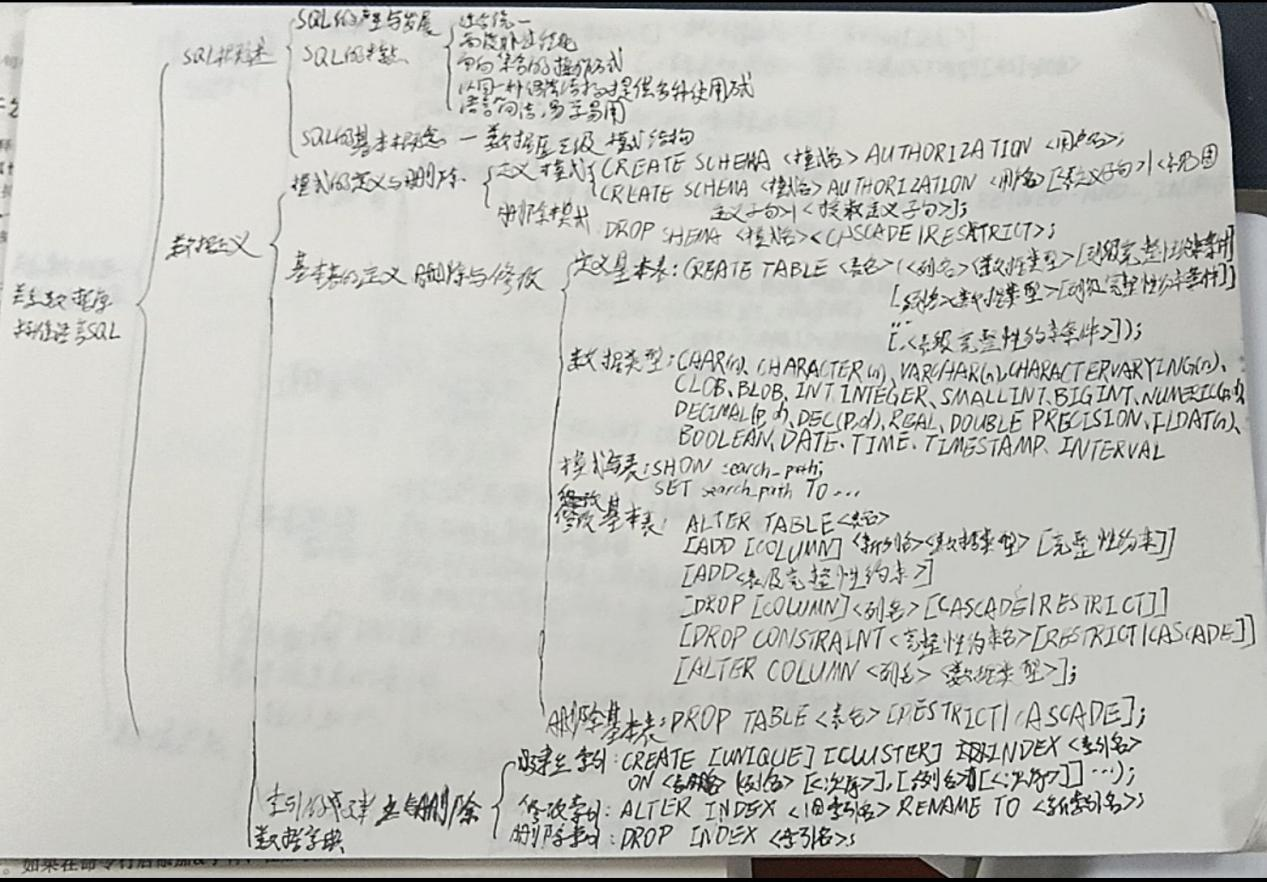 SQL概述
SQL的产生与发展
SQL的特点
综合统一
高度非过程化
面向集合的操作方式
以同一种语法结构提供多种使用方式
语言简洁,易学易用
SQL的基本概念 — 数据库三级模式结构
数据定义
模式的定义与删除
定义模式
CREATE SCHEMA <模式名> AUTHORIZATION <用户名>;
CREATE SCHEMA <模式名> AUTHORIZATION <用户名> [<表定义子句>|<视图
定义子句>|<授权定义子句>];
删除模式 DROP SHEMA <模式名><CASCADE|RESTRICT>;
基本表的定义、删除与修改
定义基本表:CREATE TABLE <表名>(<列名><数据类型>[列级完整性约束条件]
[,<列名><数据类型>[列级完整性约束条件]]
…
[,<表级完整性约束条件>]);
关系数据库
标准语言SQL
数据类型:CHAR(n)、CHARACTER(n)、VARCHAR(n)、CHARACTERVARYING(n)、
CLOB、BLOB、INT、INTEGER、SMALLINT、BIGINT、NUMERIC(p,d)、
DECIMAL(p,d)、DEC(p,d)、REAL、DOUBLE PRECISION、FLOAT(n)、
BOOLEAN、DATE、TIME、TIMESTAMP、INTERVAL
模式与表:SHOW search_path;
SET search_path TO …
修改基本表: ALTER TABLE <表名>
[ADD [COLUMN] <新列名><数据类型> [完整性约束]]
[ADD<表级完整性约束>]
[DROP [COLUMN]<列名> [CASCADE|RESTRICT]]
[DROP CONSTRAINT<完整性约束名>[RESTRICT|CASCADE]]
[ALTER COLUMN <列名> <数据类型>];
删除基本表:DROP TABLE <表名> [RESTRICT|CASCADE];
索引的建立与删除
建立索引:CREATE [UNIQUE] [CLUSTER] INDEX <索引名>
ON <表名>(<列名> [<次序>],[<列名>[<次序>]]…);
修改索引:ALTER INDEX <旧索引名> RENAME TO <新索引名>;
删除索引:DROP INDEX <索引名>;
数据字典